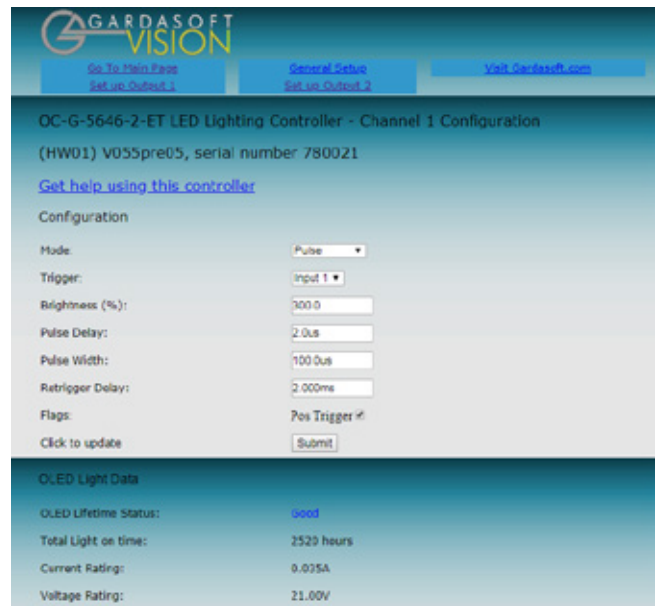 GARDASOFT
VISION
Go To Main Page General Setup Visit Gardasoft.com
Set up Output 1 Set up Output 2
OC-G-5646-2-ET LED Lighting Controller - Channel 1 Configuration
(HW01) V055pre05, serial number 780021
Get help using this controller
Configuration
Mode: Pulse
Trigger: Input 1
Brightness (%): 300.0
Pulse Delay: 2.0us
Pulse Width: 100.0us
Retrigger Delay: 2.000ms
Flags: Pos Trigger
Click to update Submit
OLED Light Data
OLED Lifetime Status: Good
Total Light on time: 2520 hours
Current Rating: 0.035A
Voltage Rating: 21.00V